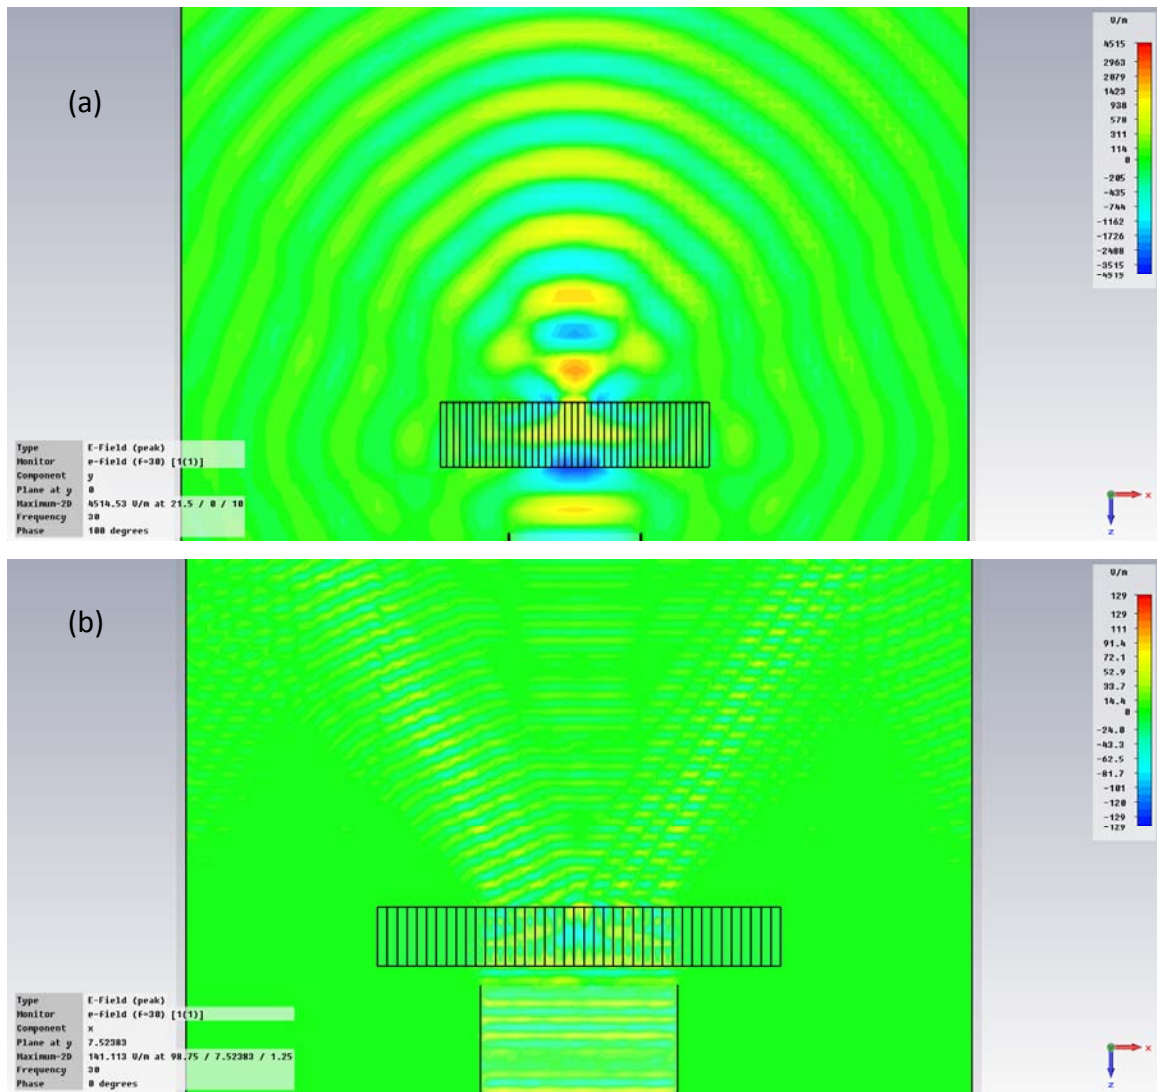 (a)
V/m
4515
2963
2079
1423
938
578
311
114
0
-205
-435
-744
-1162
-1726
-2488
-3515
-4515
Type E-Field (peak)
Monitor e-field (f=30) [1(1)]
Component y
Plane at y 0
Maximum-2D 4514.53 V/m at 21.5 / 0 / 10
Frequency 30
Phase 180 degrees
x
z
(b)
V/m
129
129
111
91.4
72.1
52.9
33.7
14.4
0
-24.0
-43.3
-62.5
-81.7
-101
-120
-129
-129
Type E-Field (peak)
Monitor e-field (f=30) [1(1)]
Component x
Plane at y 7.52383
Maximum-2D 141.113 V/m at 98.75 / 7.52383 / 1.25
Frequency 30
Phase 0 degrees
x
z